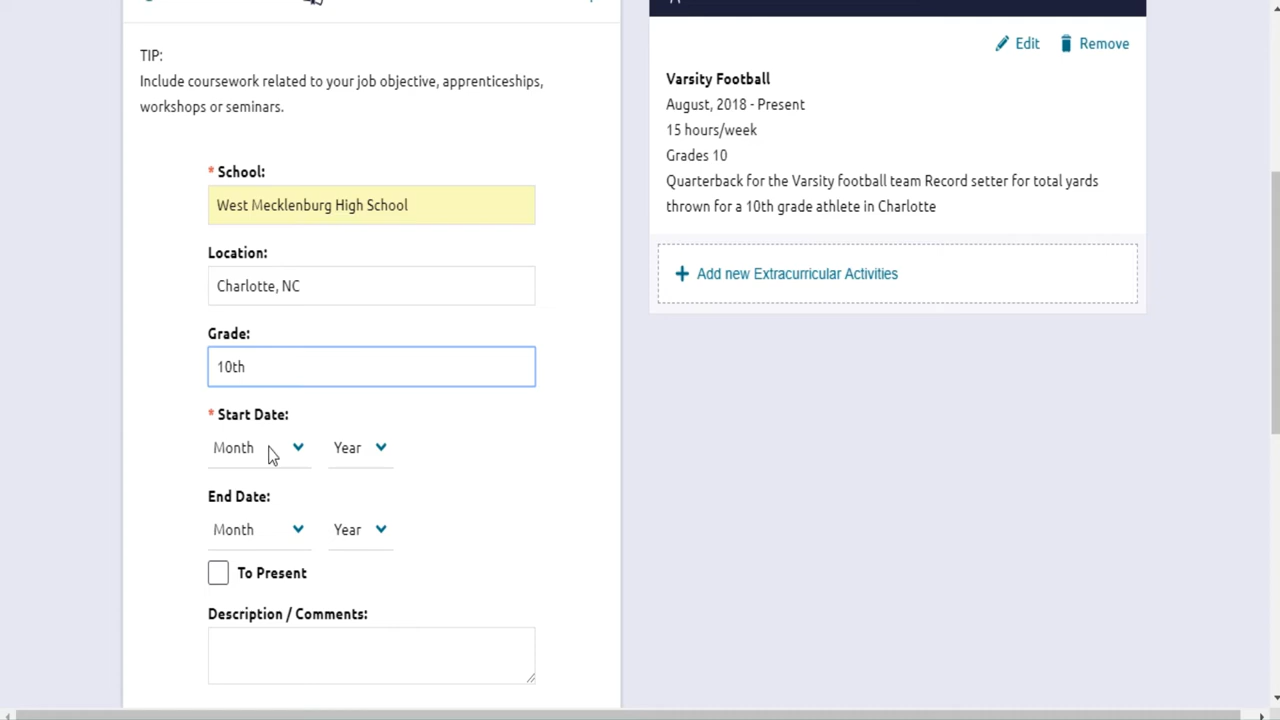 TIP:
Include coursework related to your job objective, apprenticeships,
workshops or seminars.
* School:
West Mecklenburg High School
Location:
Charlotte, NC
Grade:
10th
* Start Date:
Month Year
End Date:
Month Year
To Present
Description / Comments:
Edit Remove
Varsity Football
August, 2018 - Present
15 hours/week
Grades 10
Quarterback for the Varsity football team Record setter for total yards
thrown for a 10th grade athlete in Charlotte
+ Add new Extracurricular Activities